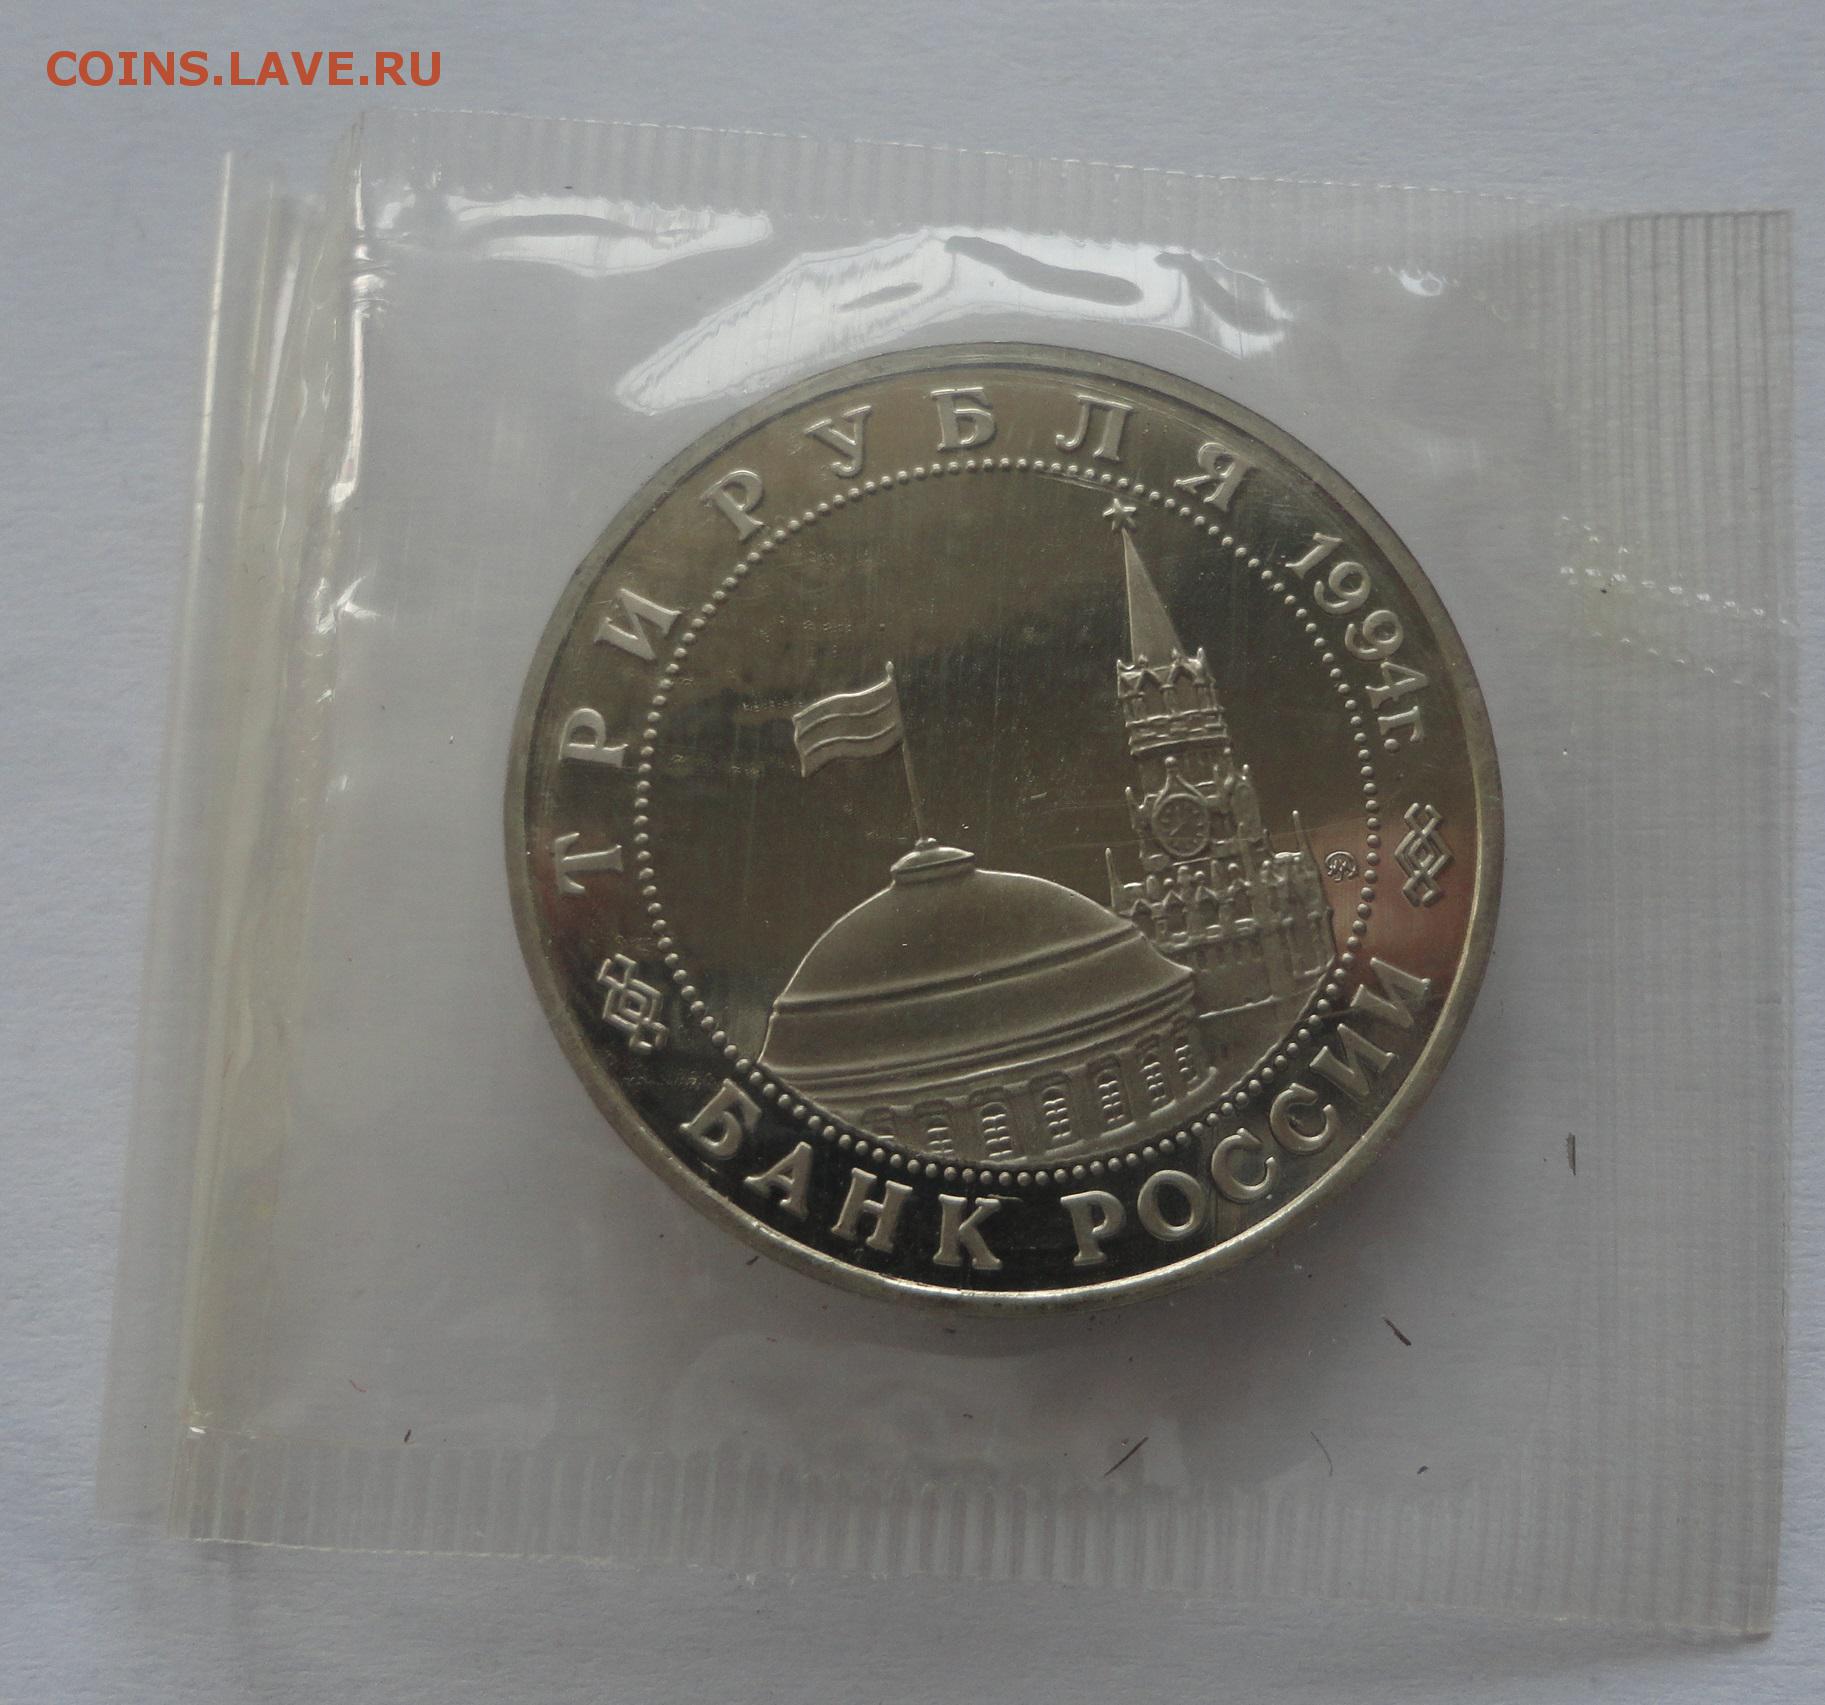 COINS.LAVE.RU
ТРИ РУБЛЯ 1994г.
БАНК РОССИИ